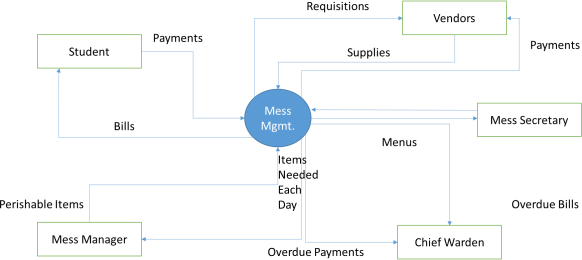 Requisitions
Vendors
Payments
Student
Supplies
Payments
Mess
Mgmt.
Mess Secretary
Bills
Menus
Items
Needed
Each
Day
Perishable Items
Overdue Bills
Mess Manager
Overdue Payments
Chief Warden